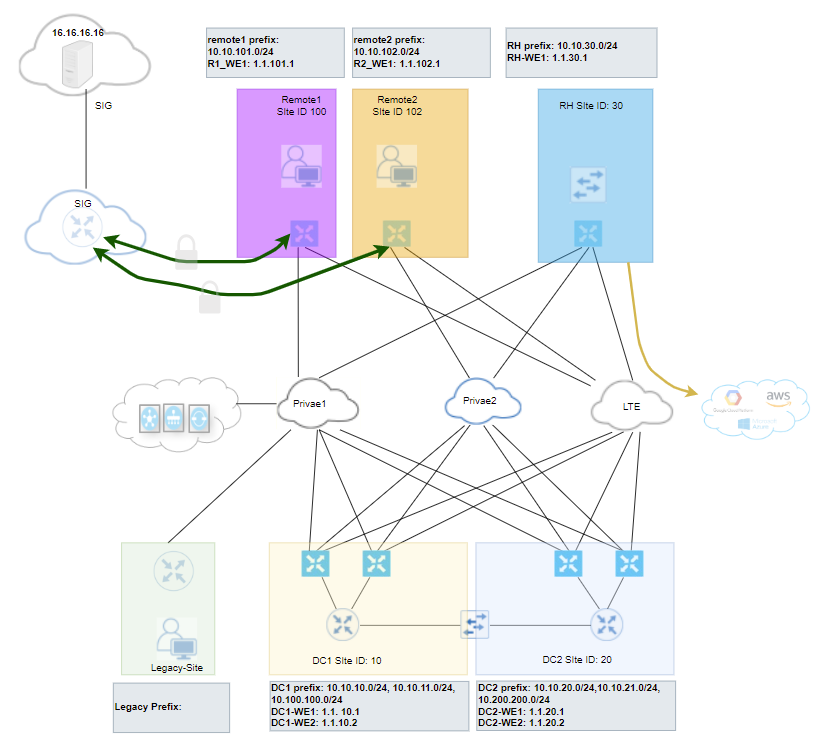 16.16.16.16
SIG
SIG
remote1 prefix:
10.10.101.0/24
R1_WE1: 1.1.101.1
remote2 prefix:
10.10.102.0/24
R2_WE1: 1.1.102.1
RH prefix: 10.10.30.0/24
RH-WE1: 1.1.30.1
Remote1
SIte ID 100
Remote2
SIte ID 102
RH SIte ID: 30
Privae1
Privae2
LTE
Google Cloud Platform
aws
Microsoft
Azure
Legacy-Site
DC1 SIte ID: 10
DC2 SIte ID: 20
Legacy Prefix:
DC1 prefix: 10.10.10.0/24, 10.10.11.0/24,
10.100.100.0/24
DC1-WE1: 1.1. 10.1
DC1-WE2: 1.1.10.2
DC2 prefix: 10.10.20.0/24,10.10.21.0/24,
10.200.200.0/24
DC2-WE1: 1.1.20.1
DC2-WE2: 1.1.20.2